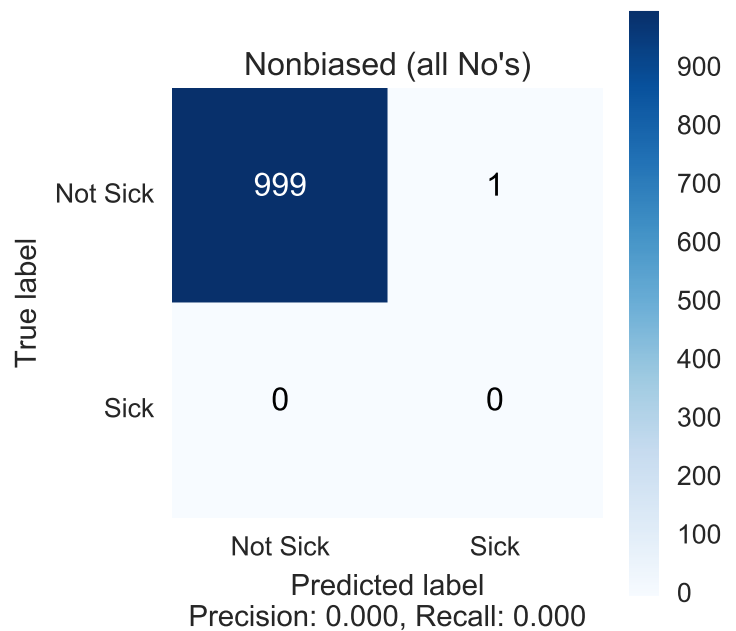 Nonbiased (all No's)
True label
Not Sick
999
1
Sick
0
0
Not Sick
Sick
Predicted label
Precision: 0.000, Recall: 0.000
900
800
700
600
500
400
300
200
100
0